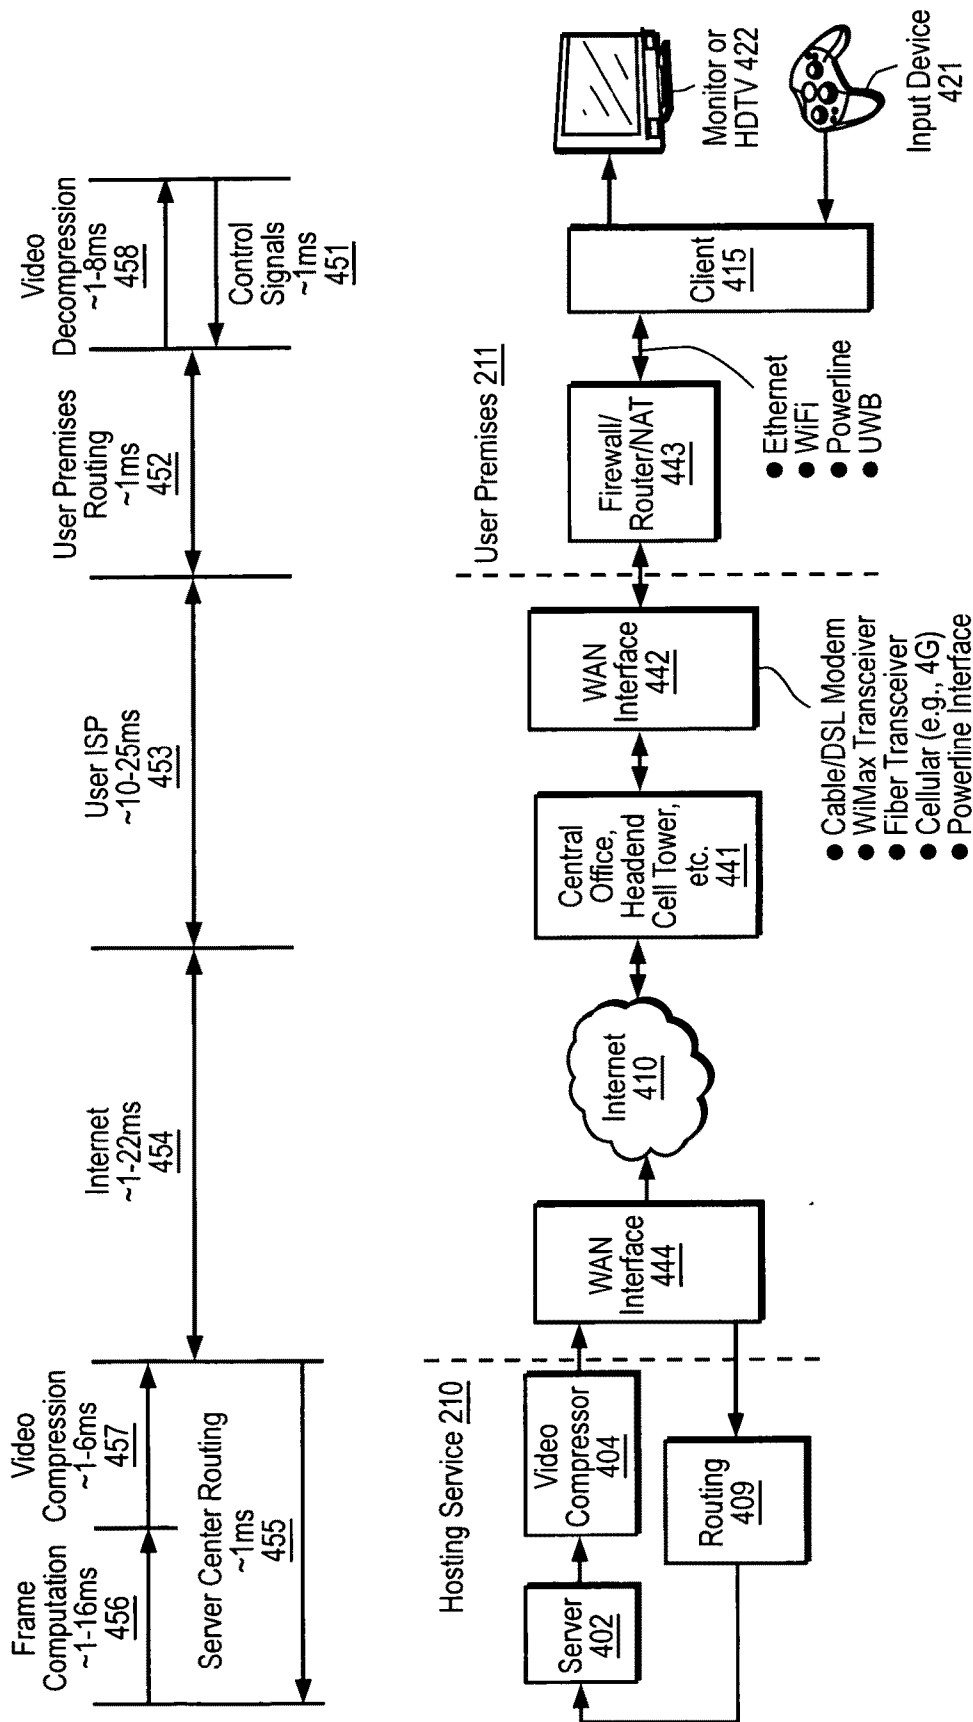 Frame
Computation
~1-16ms
456
Video
Compression
~1-6ms
457
Server Center Routing
~1ms
455
Internet
~1-22ms
454
User ISP
~10-25ms
453
User Premises
Routing
~1ms
452
Video
Decompression
~1-8ms
458
Control
Signals
~1ms
451
Hosting Service 210
Server
402
Video
Compressor
404
Routing
409
WAN
Interface
444
Internet
410
Central
Office,
Headend
Cell Tower,
etc.
441
WAN
Interface
442
● Cable/DSL Modem
● WiMax Transceiver
● Fiber Transceiver
● Cellular (e.g., 4G)
● Powerline Interface
User Premises 211
Firewall/
Router/NAT
443
● Ethernet
● WiFi
● Powerline
● UWB
Client
415
Monitor or
HDTV 422
Input Device
421